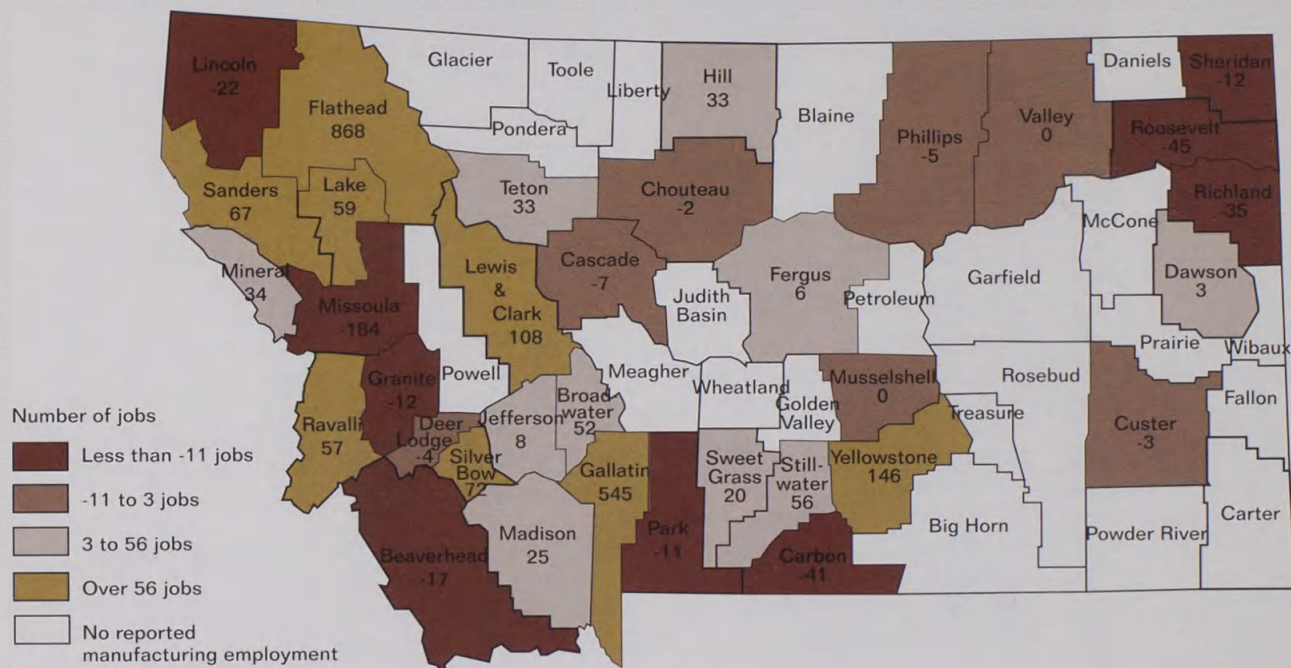 Lincoln
-22
Flathead
868
Glacier
Toole
Liberty
Hill
33
Blaine
Phillips
-5
Valley
0
Daniels
Sheridan
-12
Roosevelt
-45
Richland
-35
Pondera
Sanders
67
Lake
59
Teton
33
Chouteau
-2
McCone
Mineral
34
Missoula
-184
Lewis
&
Clark
108
Cascade
-7
Judith
Basin
Fergus
6
Petroleum
Garfield
Dawson
3
Prairie
Wibaux
Granite
-12
Powell
Meagher
Wheatland
Golden
Valley
Musselshell
0
Rosebud
Treasure
Custer
-3
Fallon
Ravalli
57
Deer
Lodge
-4
Silver
Bow
72
Jefferson
8
Broad
water
52
Gallatin
545
Sweet
Grass
20
Still-
water
56
Yellowstone
146
Big Horn
Powder River
Carter
Beaverhead
-17
Madison
25
Park
-11
Carbon
-41
Number of jobs
Less than -11 jobs
-11 to 3 jobs
3 to 56 jobs
Over 56 jobs
No reported
manufacturing employment